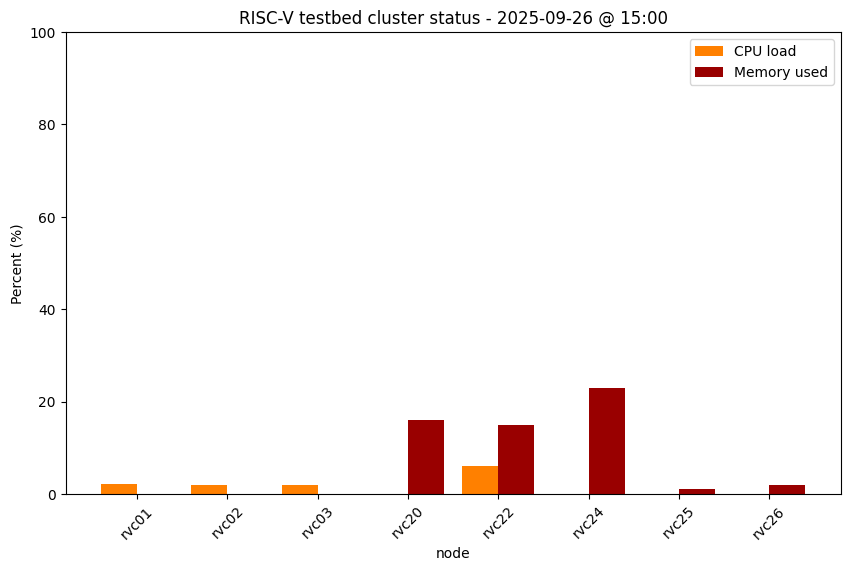 RISC-V testbed cluster status - 2025-09-26 @ 15:00
CPU load
Memory used
Percent (%)
100
80
60
40
20
0
rvc01
rvc02
rvc03
rvc20
rvc22
rvc24
rvc25
rvc26
node